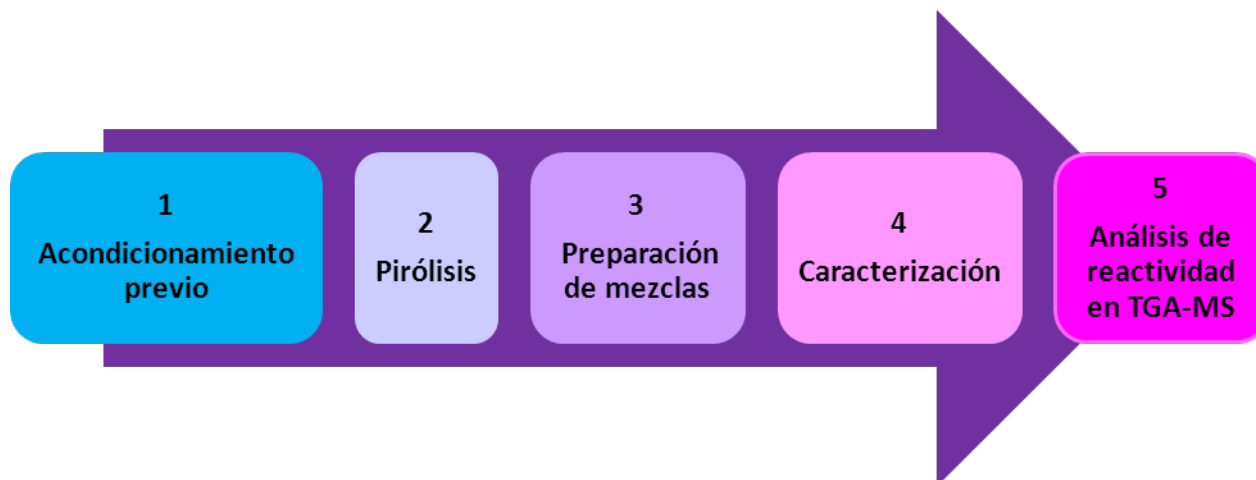 1
Acondicionamiento
previo
2
Pirólisis
3
Preparación
de mezclas
4
Caracterización
5
Análisis de
reactividad
en TGA-MS